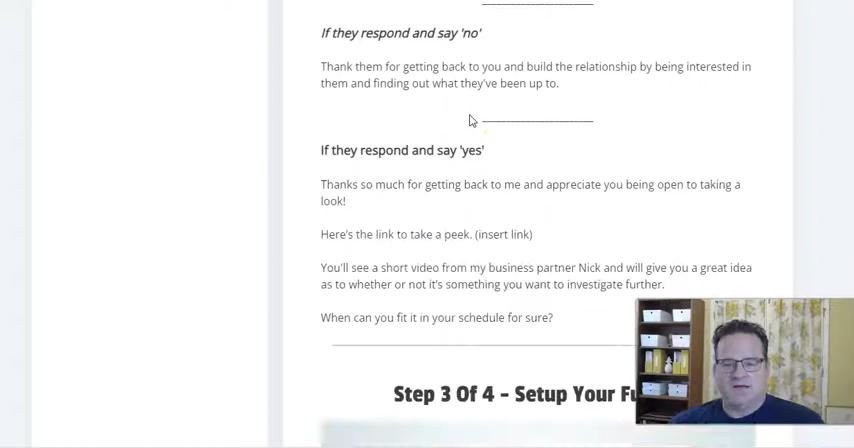 If they respond and say 'no'
Thank them for getting back to you and build the relationship by being interested in
them and finding out what they've been up to.
If they respond and say 'yes'
Thanks so much for getting back to me and appreciate you being open to taking a
look!
Here's the link to take a peek. (insert link)
You'll see a short video from my business partner Nick and will give you a great idea
as to whether or not it's something you want to investigate further.
When can you fit it in your schedule for sure?
Step 3 Of 4 – Setup Your